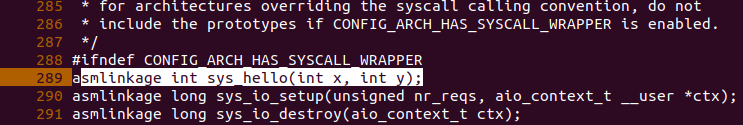 285  * for architectures overriding the syscall calling convention, do not
286  * include the prototypes if CONFIG_ARCH_HAS_SYSCALL_WRAPPER is enabled.
287  */
288 #ifndef CONFIG_ARCH_HAS_SYSCALL_WRAPPER
289 asmlinkage int sys_hello(int x, int y);
290 asmlinkage long sys_io_setup(unsigned nr_reqs, aio_context_t __user *ctx);
291 asmlinkage long sys_io_destroy(aio_context_t ctx);